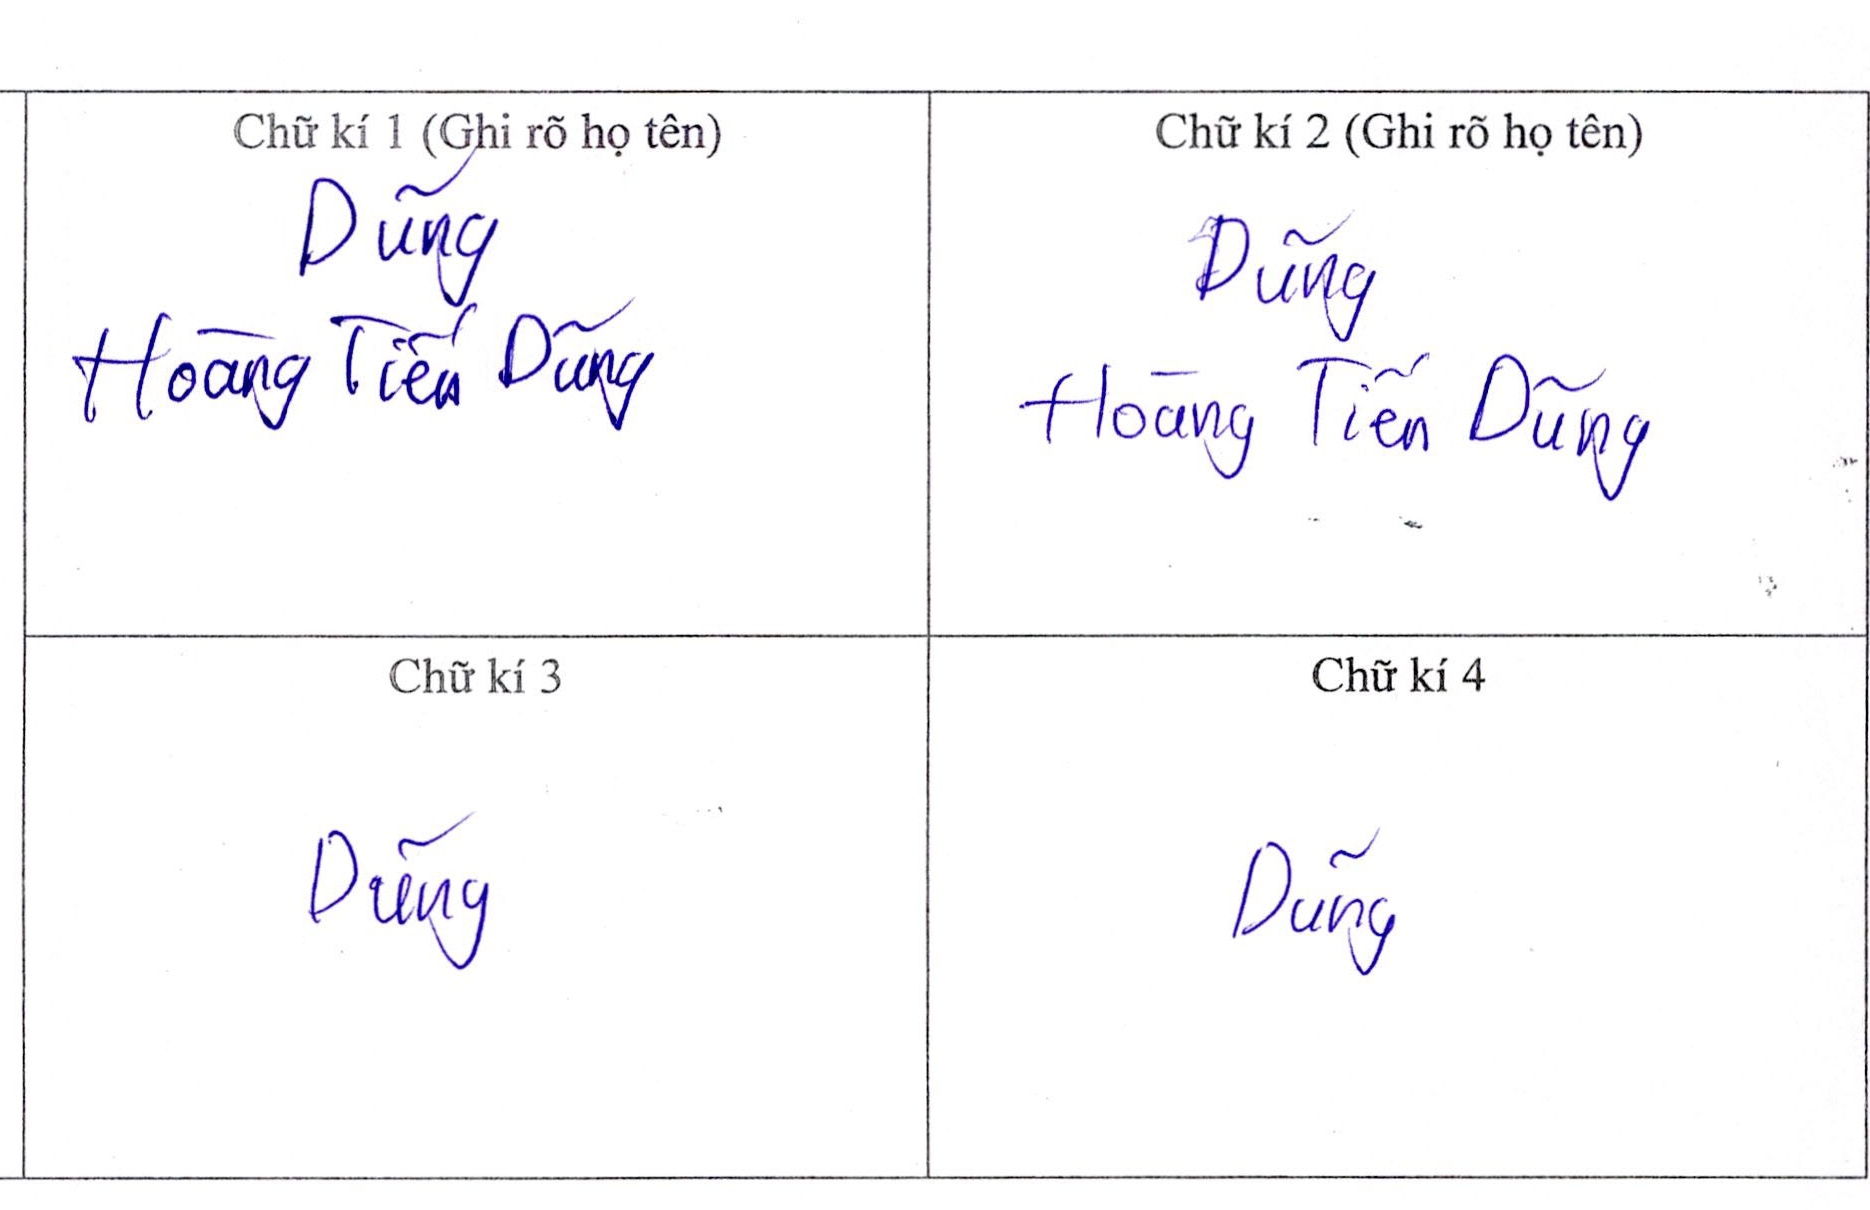 Chữ kí 1 (Ghi rõ họ tên)
Dũng
Hoàng Tiến Dũng
Chữ kí 2 (Ghi rõ họ tên)
Dũng
Hoàng Tiến Dũng
Chữ kí 3
Dũng
Chữ kí 4
Dũng